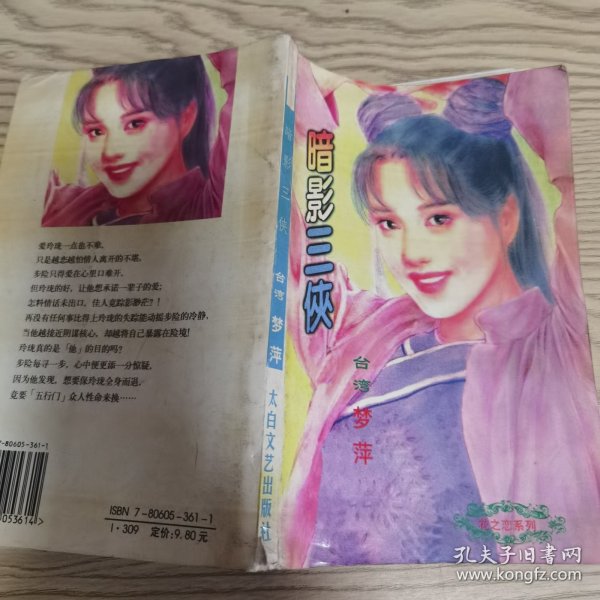 暗影三侠
台湾 梦萍
花之恋系列
暗影三侠 台湾 梦萍 太白文艺出版社
爱玲珑一点也不难,
只是越恋越怕情人离开的不堪,
步险只得爱在心里口难开。
但玲珑的好,让他想承诺一辈子的爱;
怎料情话未出口,佳人竟踪影渺茫?!
再没有任何事比得上玲珑的失踪能动摇步险的冷静,
当他越接近阴谋核心,却越将自己暴露在险境!
玲珑真的是「他」的目的吗?
步险每寻一步,心中便更添一分惊疑,
因为他发现,想要保玲珑全身而退,
竟要「五行门」众人性命来换……
7-80605-361-1
053614
ISBN 7-80605-361-1
I·309 定价:9.80元
孔夫子旧书网
www.kongfz.com